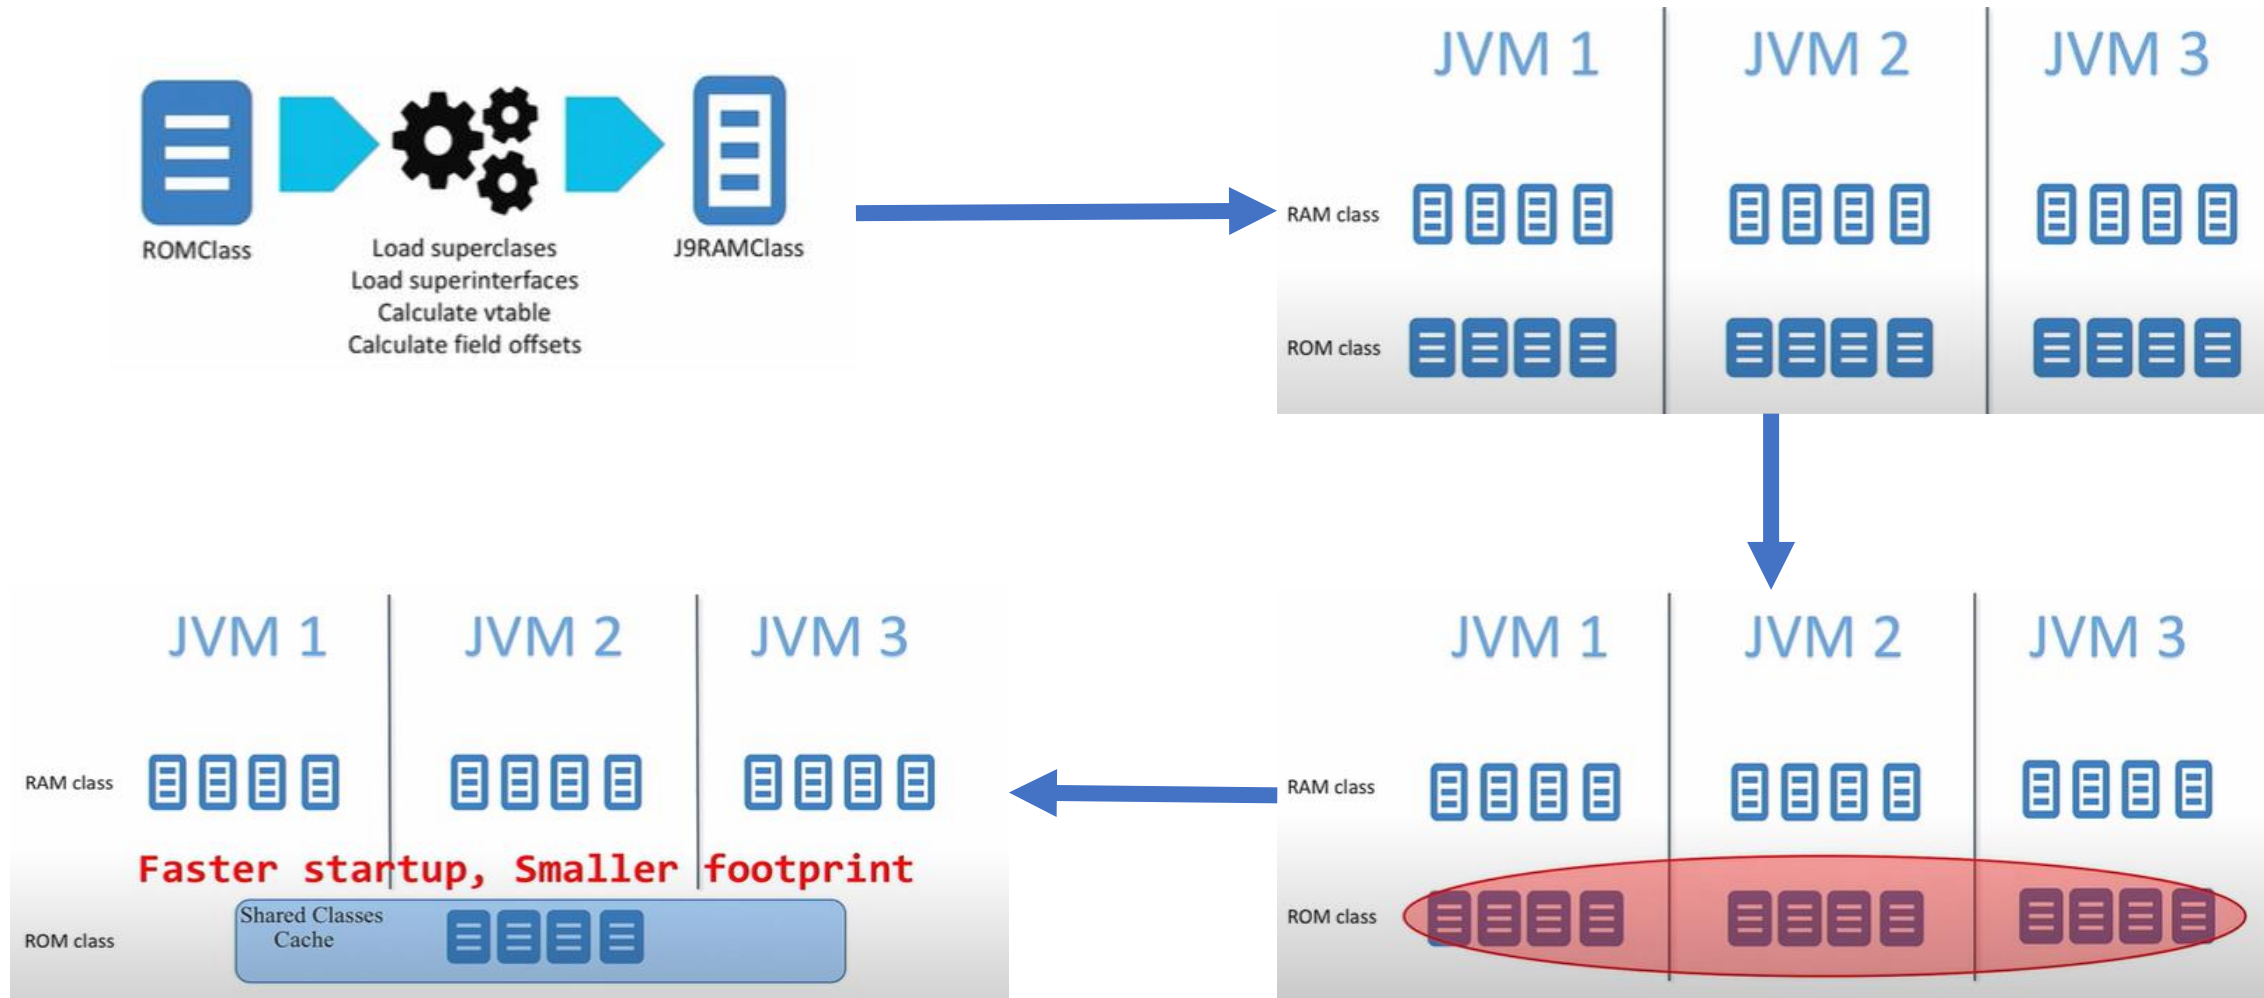 ROMClass
Load superclases
Load superinterfaces
Calculate vtable
Calculate field offsets
J9RAMClass
JVM 1
JVM 2
JVM 3
RAM class
ROM class
JVM 1
JVM 2
JVM 3
RAM class
ROM class
JVM 1
JVM 2
JVM 3
RAM class
Faster startup, Smaller footprint
Shared Classes
Cache
ROM class